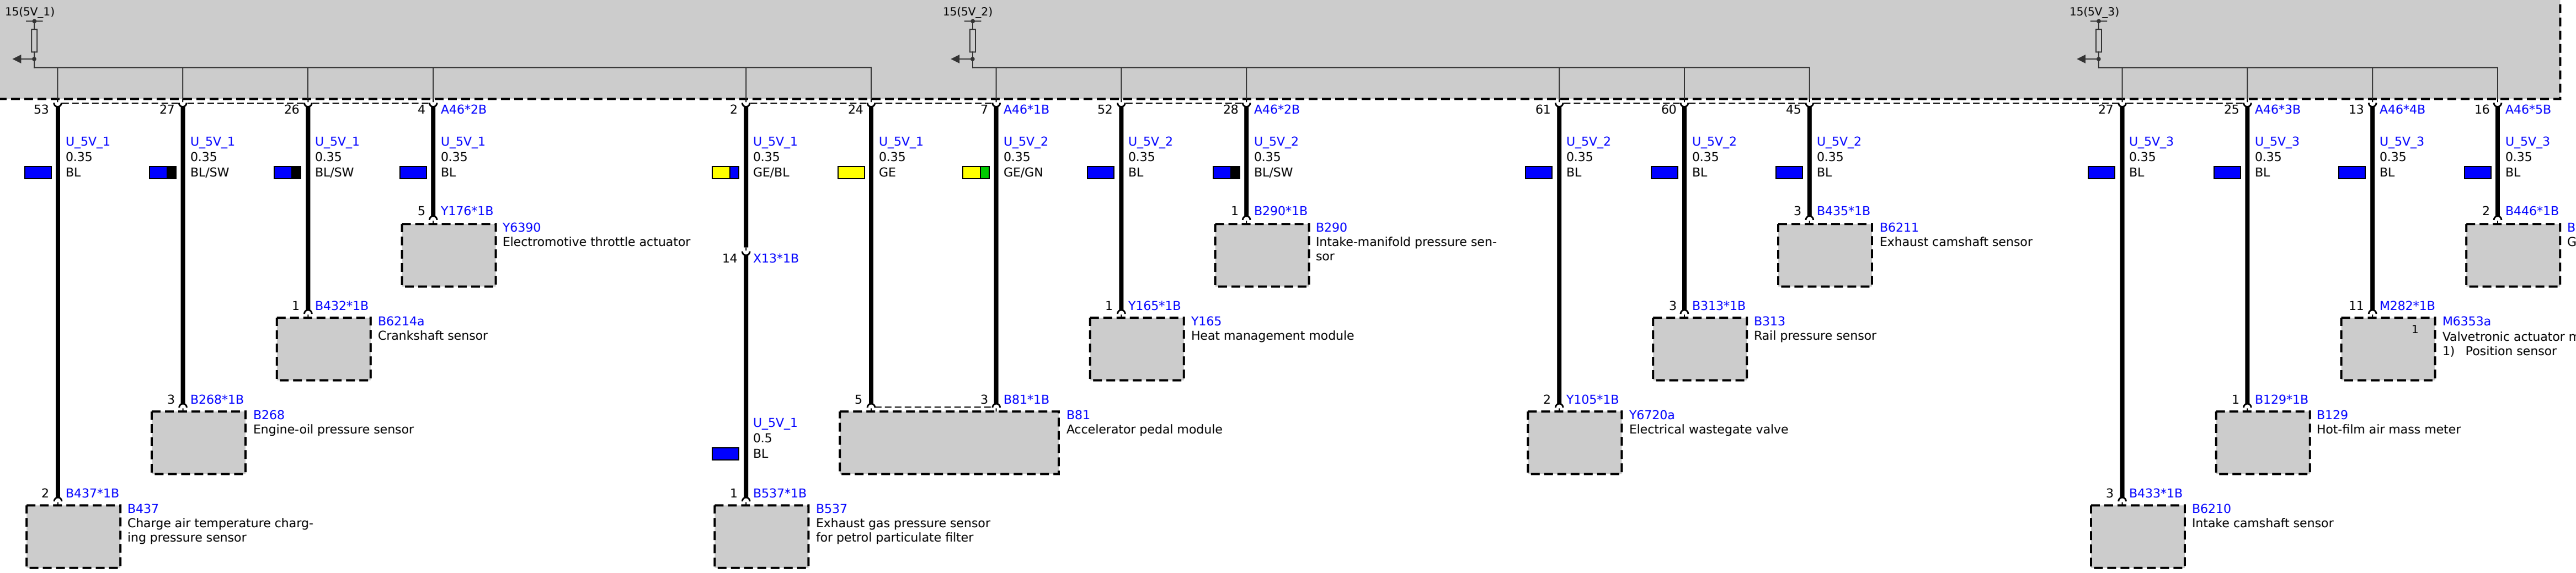 15(5V_1)
15(5V_2)
15(5V_3)
53
27
26
4
A46*2B
2
24
7
A46*1B
52
28
A46*2B
61
60
45
27
25
A46*3B
13
A46*4B
16
A46*5B
U_5V_1
0.35
BL
U_5V_1
0.35
BL/SW
U_5V_1
0.35
BL/SW
U_5V_1
0.35
BL
U_5V_1
0.35
GE/BL
U_5V_1
0.35
GE
U_5V_2
0.35
GE/GN
U_5V_2
0.35
BL
U_5V_2
0.35
BL/SW
U_5V_2
0.35
BL
U_5V_2
0.35
BL
U_5V_2
0.35
BL
U_5V_3
0.35
BL
U_5V_3
0.35
BL
U_5V_3
0.35
BL
U_5V_3
0.35
BL
5
Y176*1B
Y6390
Electromotive throttle actuator
1
B290*1B
B290
Intake-manifold pressure sen-
sor
3
B435*1B
B6211
Exhaust camshaft sensor
2
B446*1B
B
G
14
X13*1B
1
B432*1B
B6214a
Crankshaft sensor
1
Y165*1B
Y165
Heat management module
3
B313*1B
B313
Rail pressure sensor
11
M282*1B
1
M6353a
Valvetronic actuator m
1) Position sensor
3
B268*1B
B268
Engine-oil pressure sensor
U_5V_1
0.5
BL
5
3
B81*1B
B81
Accelerator pedal module
2
Y105*1B
Y6720a
Electrical wastegate valve
1
B129*1B
B129
Hot-film air mass meter
2
B437*1B
B437
Charge air temperature charg-
ing pressure sensor
1
B537*1B
B537
Exhaust gas pressure sensor
for petrol particulate filter
3
B433*1B
B6210
Intake camshaft sensor